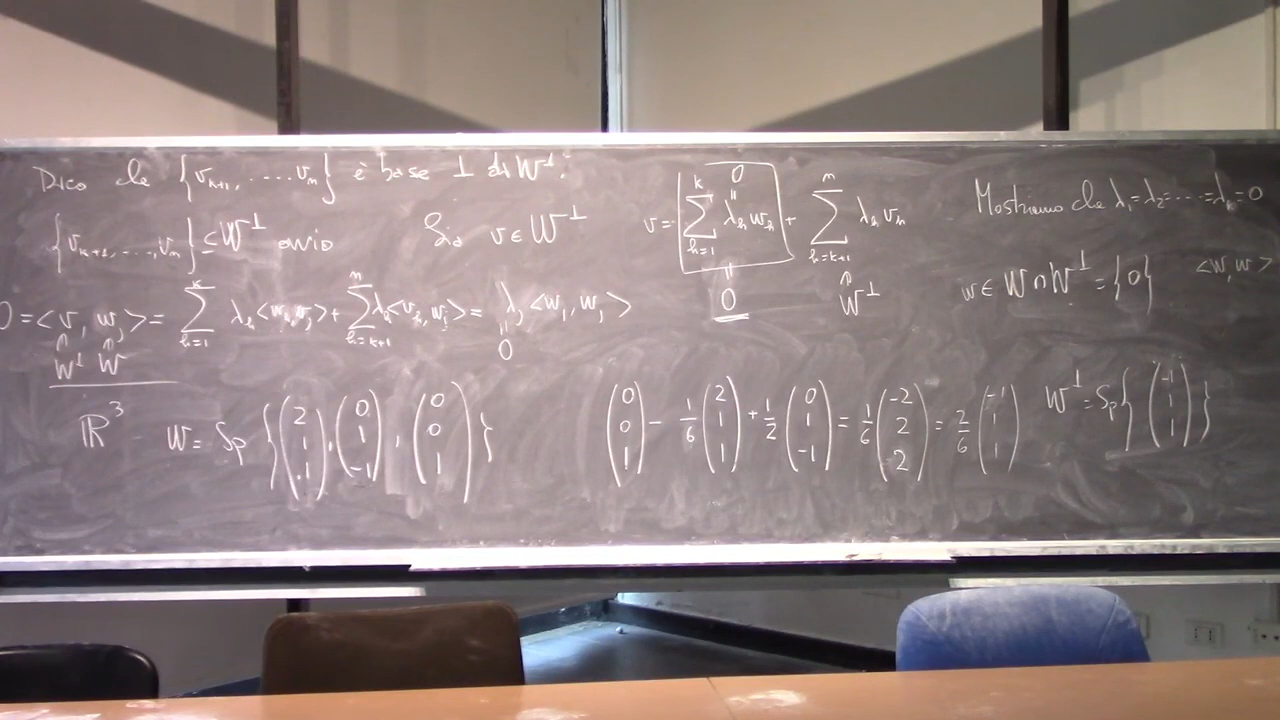 Dico che {v_{k+1}, .... v_n} è base ⊥ di W^⊥:
{v_{k+1}, ..., v_n} ⊆ W^⊥ ovvio
Sia v ∈ W^⊥
v = Σ_{h=1}^{k} λ_h w_h + Σ_{h=k+1}^{n} λ_h v_h
0
=
=
0
∩
W^⊥
Mostriamo che λ_1 = λ_2 = .... = λ_k = 0
w ∈ W ∩ W^⊥ = {0}
<w, w>
0 = <v, w_j> = Σ_{h=1}^{k} λ_h <w_h, w_j> + Σ_{h=k+1}^{n} λ_h <v_h, w_j> = λ_j <w_j, w_j>
∩ ∩
W^⊥ W
=
0
ℝ^3
W = Sp {(2 1 1), (0 1 -1), (0 0 1)}
(0 0 1) - 1/6 (2 1 1) + 1/2 (0 1 -1) = 1/6 (-2 2 2) = 2/6 (-1 1 1)
W^⊥ = Sp {(-1 1 1)}